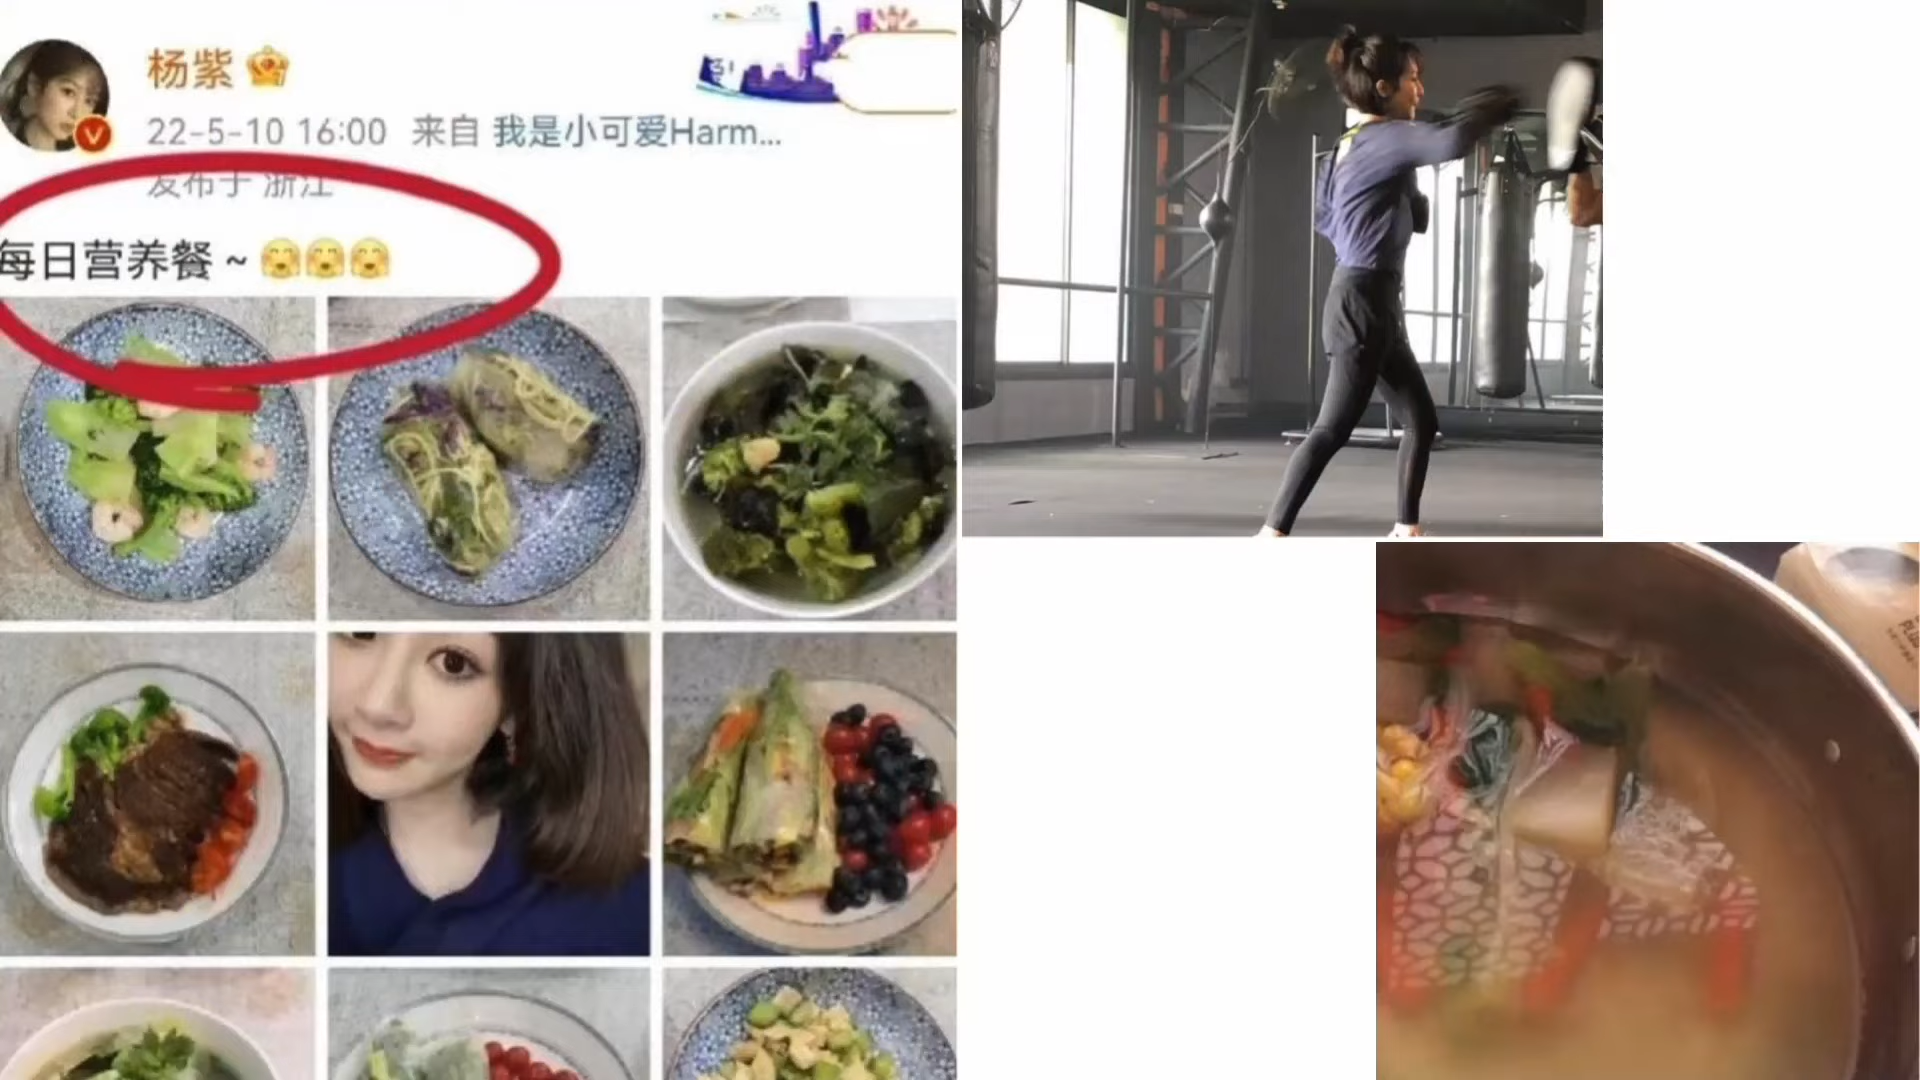 杨紫
22-5-10 16:00 来自 我是小可爱Harm...
发布于 浙江
每日营养餐 ~